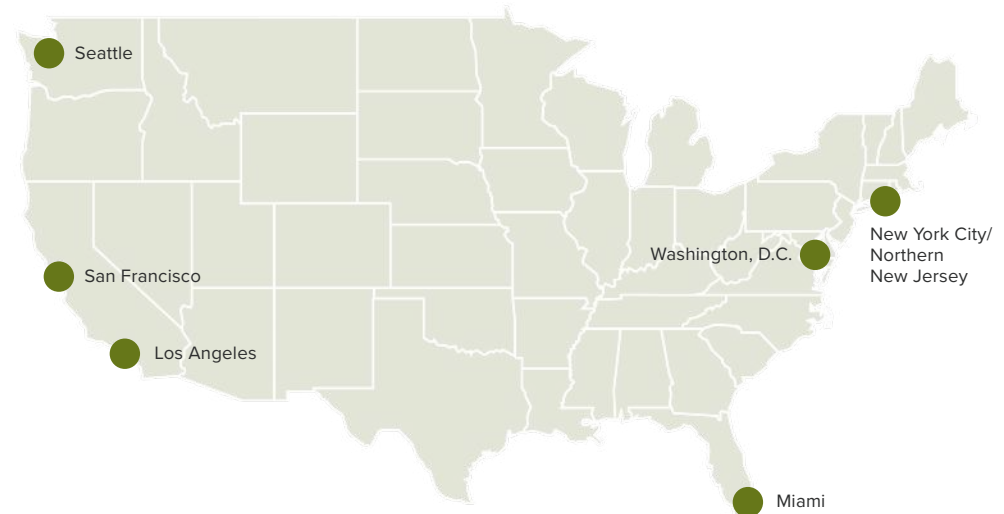 Seattle
New York City/
Northern
New Jersey
Washington, D.C.
San Francisco
Los Angeles
Miami